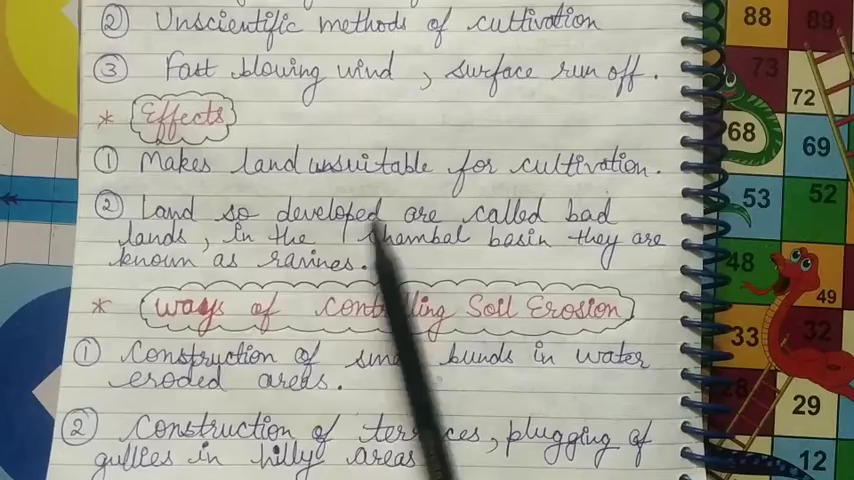 ② Unscientific methods of cultivation
③ Fast blowing wind, surface run off.
* Effects
① Makes land unsuitable for cultivation.
② Land so developed are called bad
lands, in the Chambal basin they are
known as ravines.
* Ways of Controlling Soil Erosion
① Construction of small bunds in water
eroded areas.
② Construction of terraces, plugging of
gullies in hilly areas
88 89
73
72
68
69
53 52
48
49
33 32
28
29
12